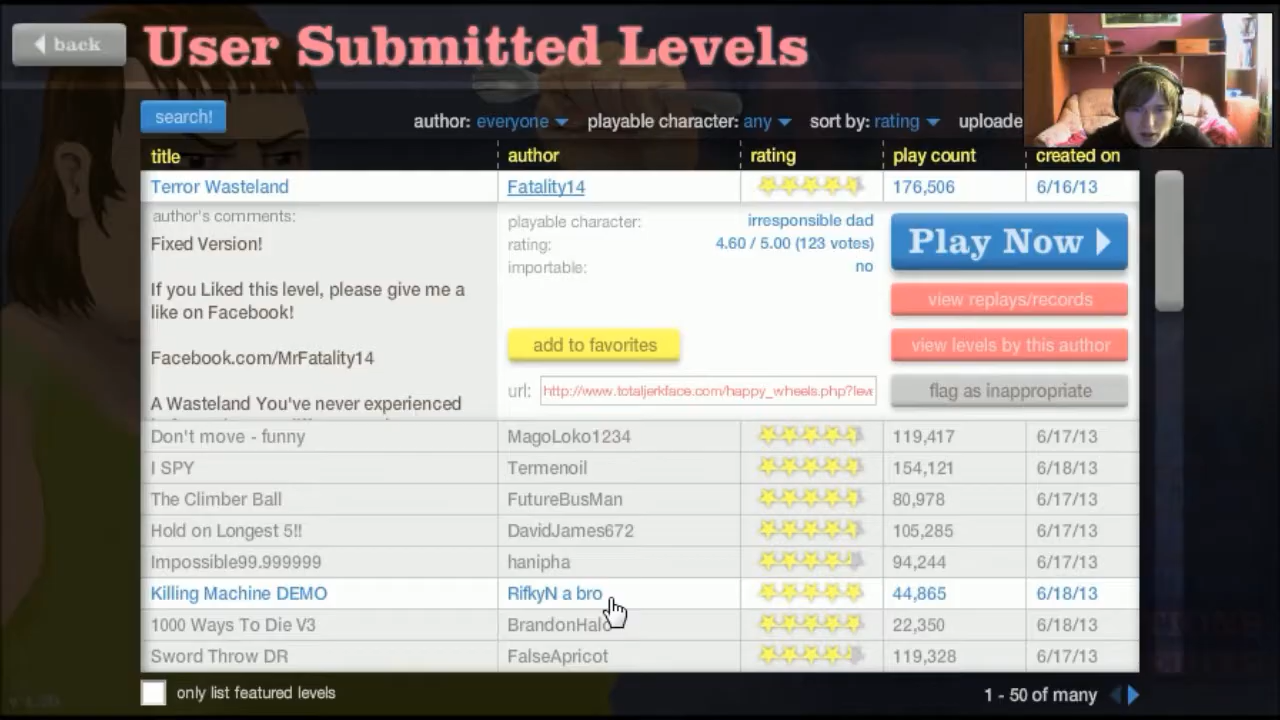 back
User Submitted Levels
search!
author: everyone playable character: any sort by: rating uploade
title author rating play count created on
Terror Wasteland Fatality14 176,506 6/16/13
author's comments:
Fixed Version!
If you Liked this level, please give me a
like on Facebook!
Facebook.com/MrFatality14
A Wasteland You've never experienced
playable character: irresponsible dad
rating: 4.60 / 5.00 (123 votes)
importable: no
add to favorites
url: http://www.totaljerkface.com/happy_wheels.php?leve
Play Now
view replays/records
view levels by this author
flag as inappropriate
Don't move - funny MagoLoko1234 119,417 6/17/13
I SPY Termenoil 154,121 6/18/13
The Climber Ball FutureBusMan 80,978 6/17/13
Hold on Longest 5!! DavidJames672 105,285 6/17/13
Impossible99.999999 hanipha 94,244 6/17/13
Killing Machine DEMO RifkyN a bro 44,865 6/18/13
1000 Ways To Die V3 BrandonHalo 22,350 6/18/13
Sword Throw DR FalseApricot 119,328 6/17/13
only list featured levels
1 - 50 of many